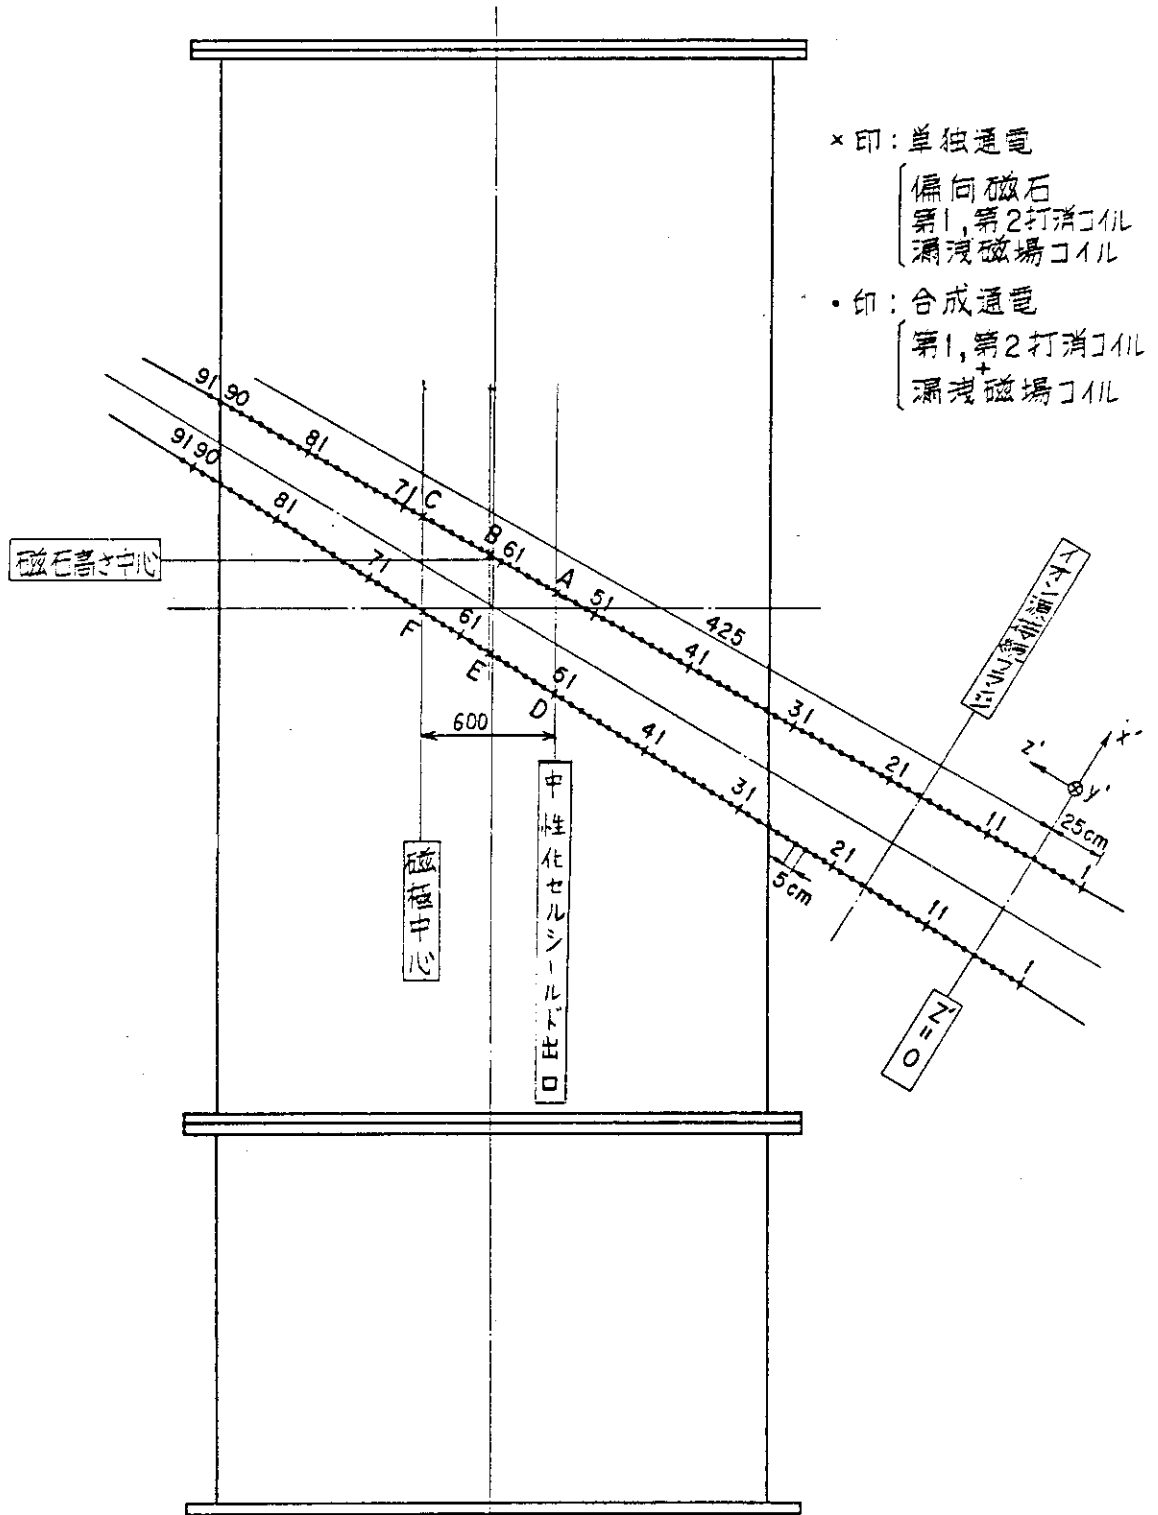 ×印:単独通電
偏向磁石
第1,第2打消コイル
漏洩磁場コイル
•印:合成通電
第1,第2打消コイル
+
漏洩磁場コイル
91 90
81
71 C
B 61
A
51
425
41
31
21
11
1
25cm
91 90
81
71
F
61
E
51
D
41
31
21
11
1
5cm
磁石高さ中心
600
磁極中心
中性化セルシールド出口
Z'=0
z'
x'
y'